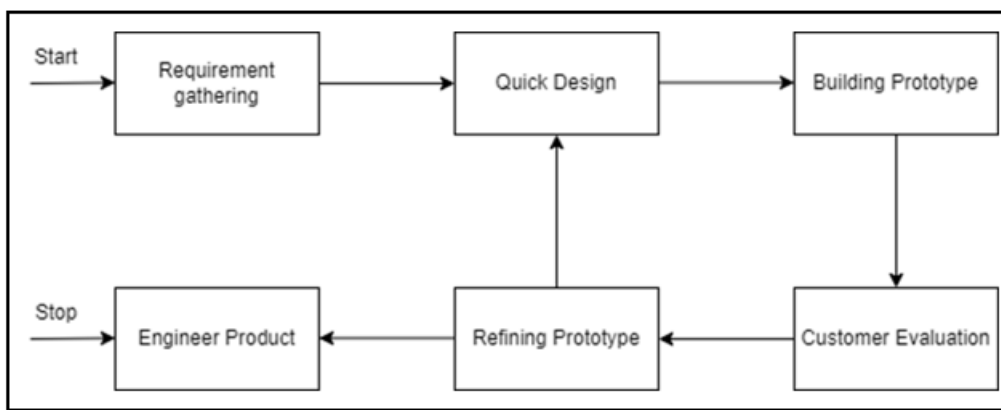 Start
Requirement
gathering
Quick Design
Building Prototype
Stop
Engineer Product
Refining Prototype
Customer Evaluation